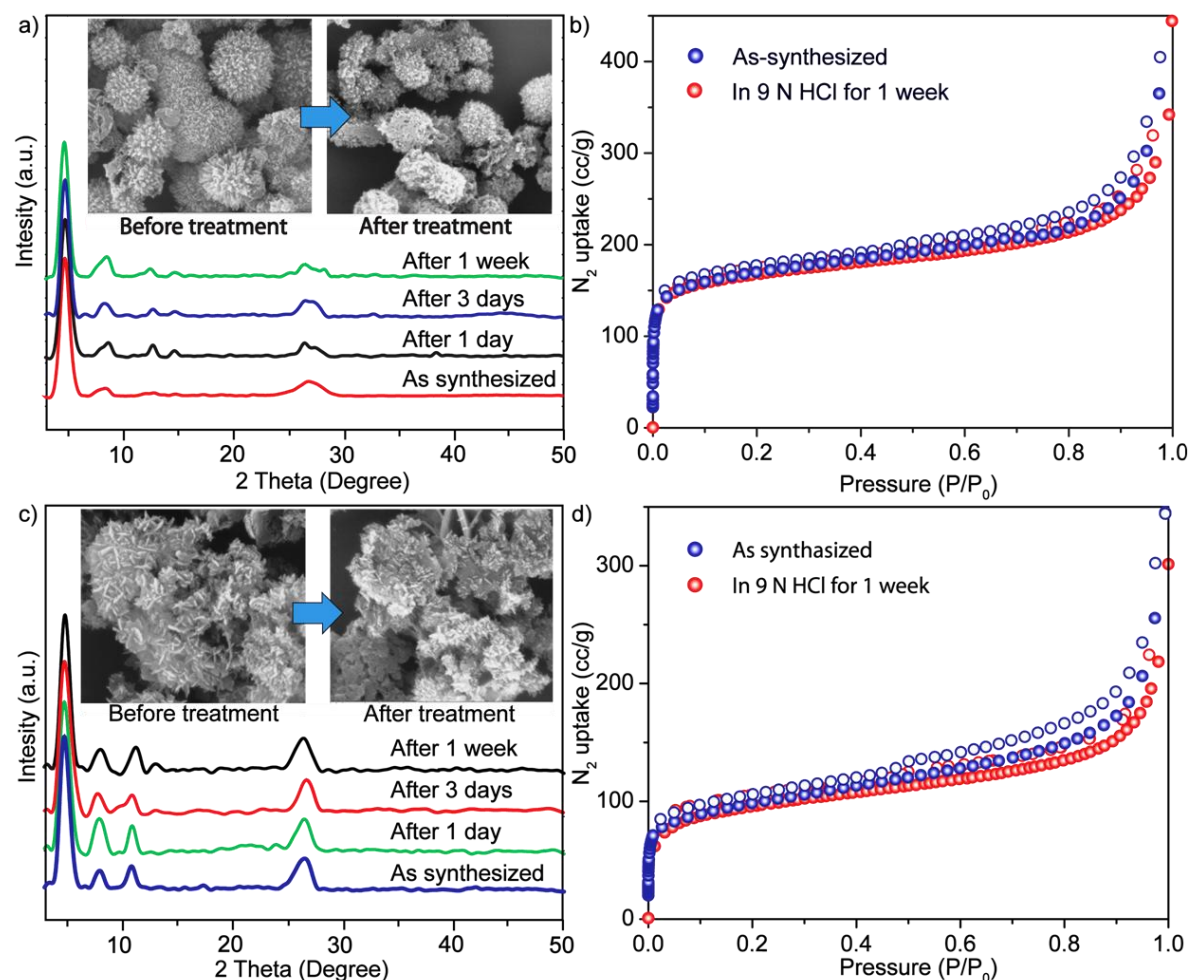 a)
Intesity (a.u.)
Before treatment
After treatment
After 1 week
After 3 days
After 1 day
As synthesized
10 20 30 40 50
2 Theta (Degree)
b)
N2 uptake (cc/g)
As-synthesized
In 9 N HCl for 1 week
400
300
200
100
0
0.0 0.2 0.4 0.6 0.8 1.0
Pressure (P/P0)
c)
Intesity (a.u.)
Before treatment
After treatment
After 1 week
After 3 days
After 1 day
As synthesized
10 20 30 40 50
2 Theta (Degree)
d)
N2 uptake (cc/g)
As synthasized
In 9 N HCl for 1 week
300
200
100
0
0.0 0.2 0.4 0.6 0.8 1.0
Pressure (P/P0)